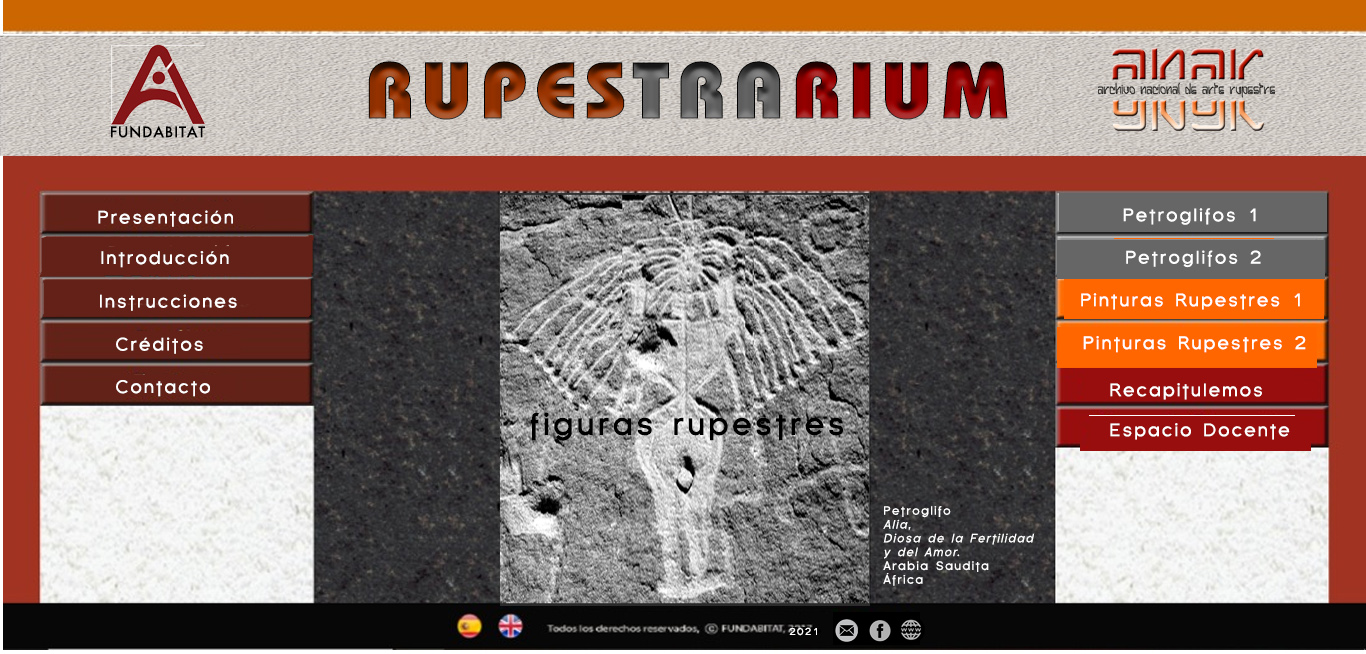 FUNDABITAT
RUPESTRARIUM
ANAR
archivo nacional de arte rupestre
Presentación
Introducción
Instrucciones
Créditos
Contacto
figuras rupestres
Petroglifos 1
Petroglifos 2
Pinturas Rupestres 1
Pinturas Rupestres 2
Recapitulemos
Espacio Docente
Petroglifo
Alia,
Diosa de la Fertilidad
y del Amor.
Arabia Saudita
África
Todos los derechos reservados, © FUNDABITAT, 2021